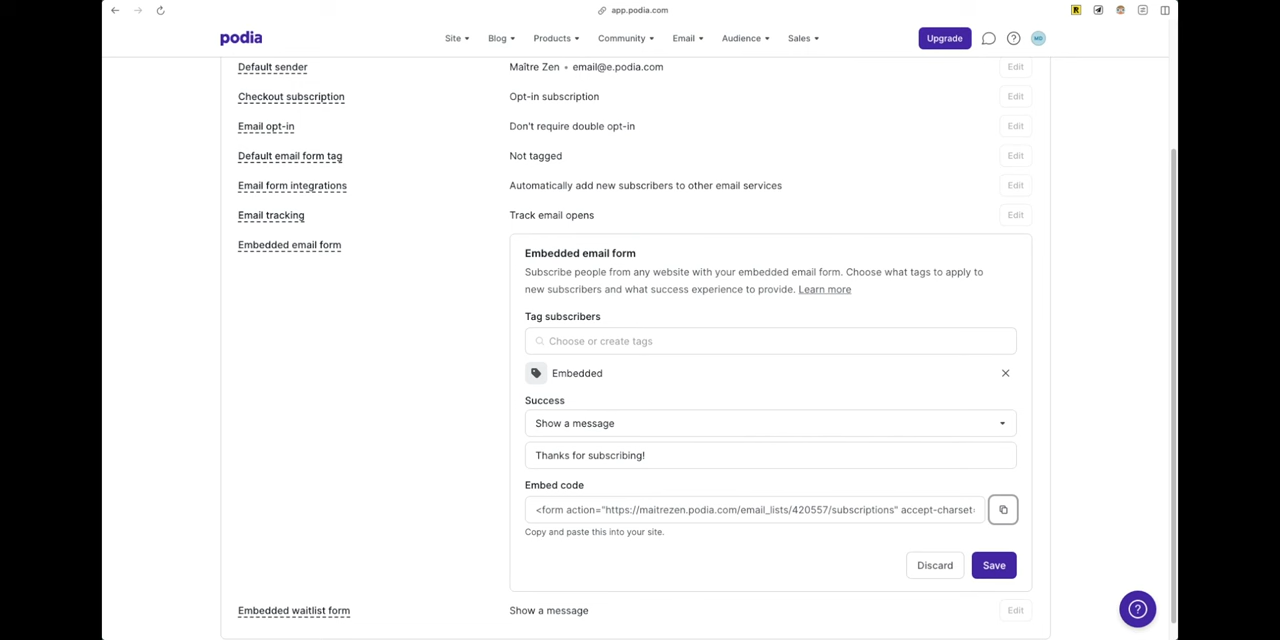 app.podia.com
podia
Site Blog Products Community Email Audience Sales Upgrade MD
Default sender Maître Zen • email@e.podia.com Edit
Checkout subscription Opt-in subscription Edit
Email opt-in Don't require double opt-in Edit
Default email form tag Not tagged Edit
Email form integrations Automatically add new subscribers to other email services Edit
Email tracking Track email opens Edit
Embedded email form
Embedded email form
Subscribe people from any website with your embedded email form. Choose what tags to apply to
new subscribers and what success experience to provide. Learn more
Tag subscribers
Choose or create tags
Embedded
Success
Show a message
Thanks for subscribing!
Embed code
<form action="https://maitrezen.podia.com/email_lists/420557/subscriptions" accept-charset
Copy and paste this into your site.
Discard Save
Embedded waitlist form Show a message Edit